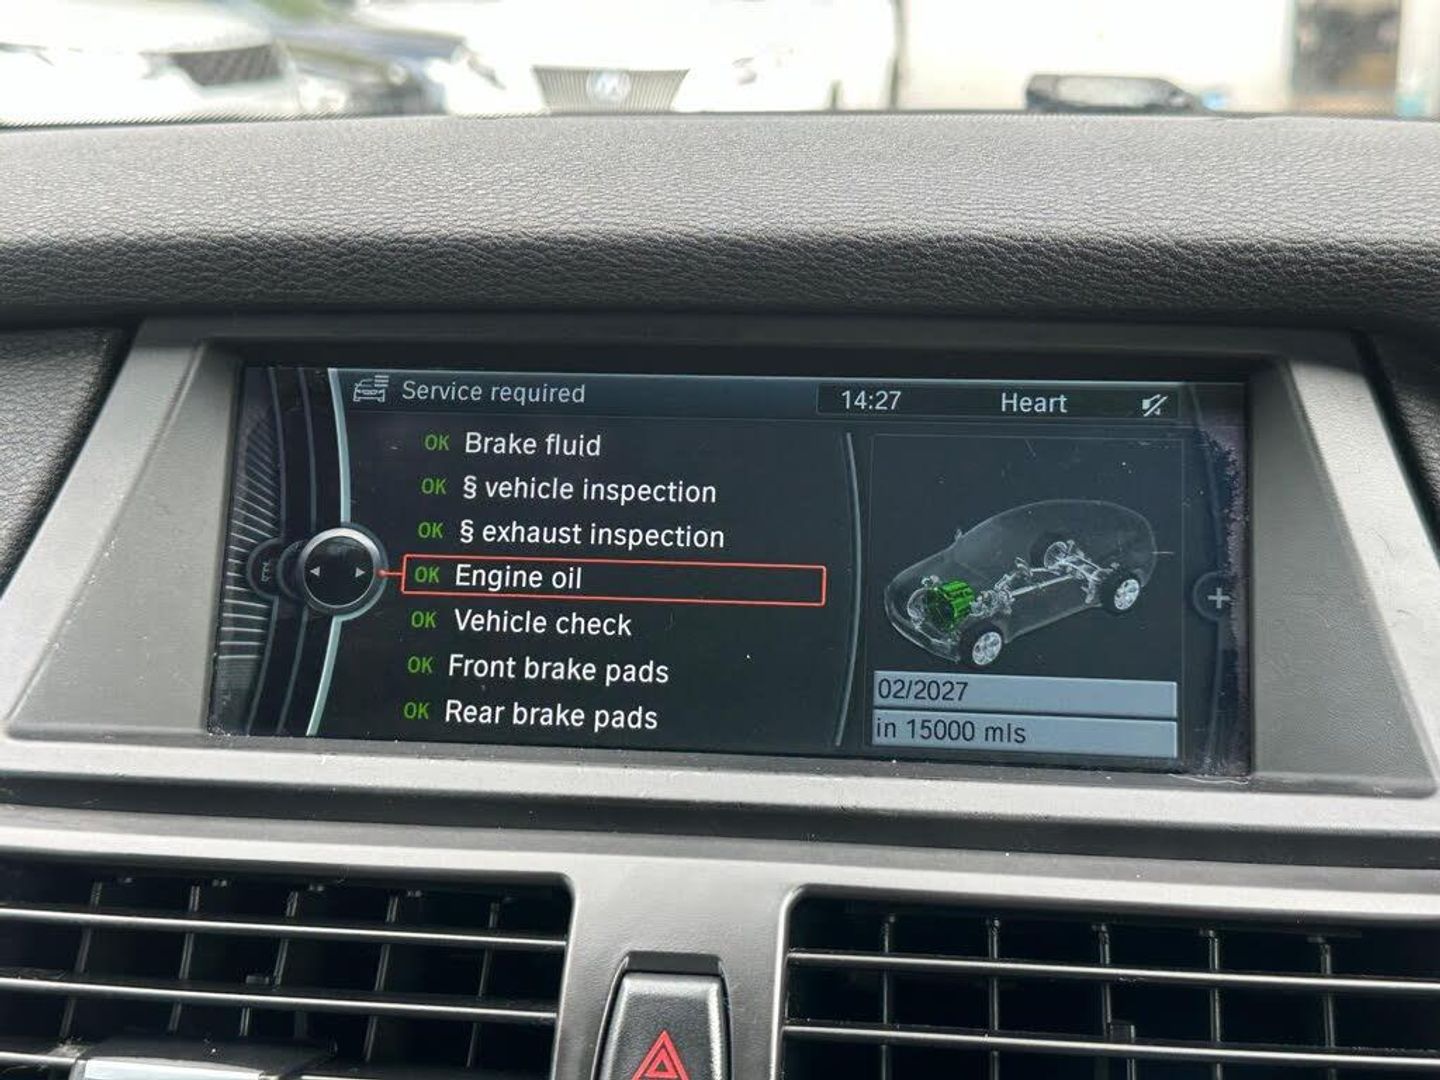 Service required
14:27
Heart
OK Brake fluid
OK § vehicle inspection
OK § exhaust inspection
OK Engine oil
OK Vehicle check
OK Front brake pads
OK Rear brake pads
02/2027
in 15000 mls